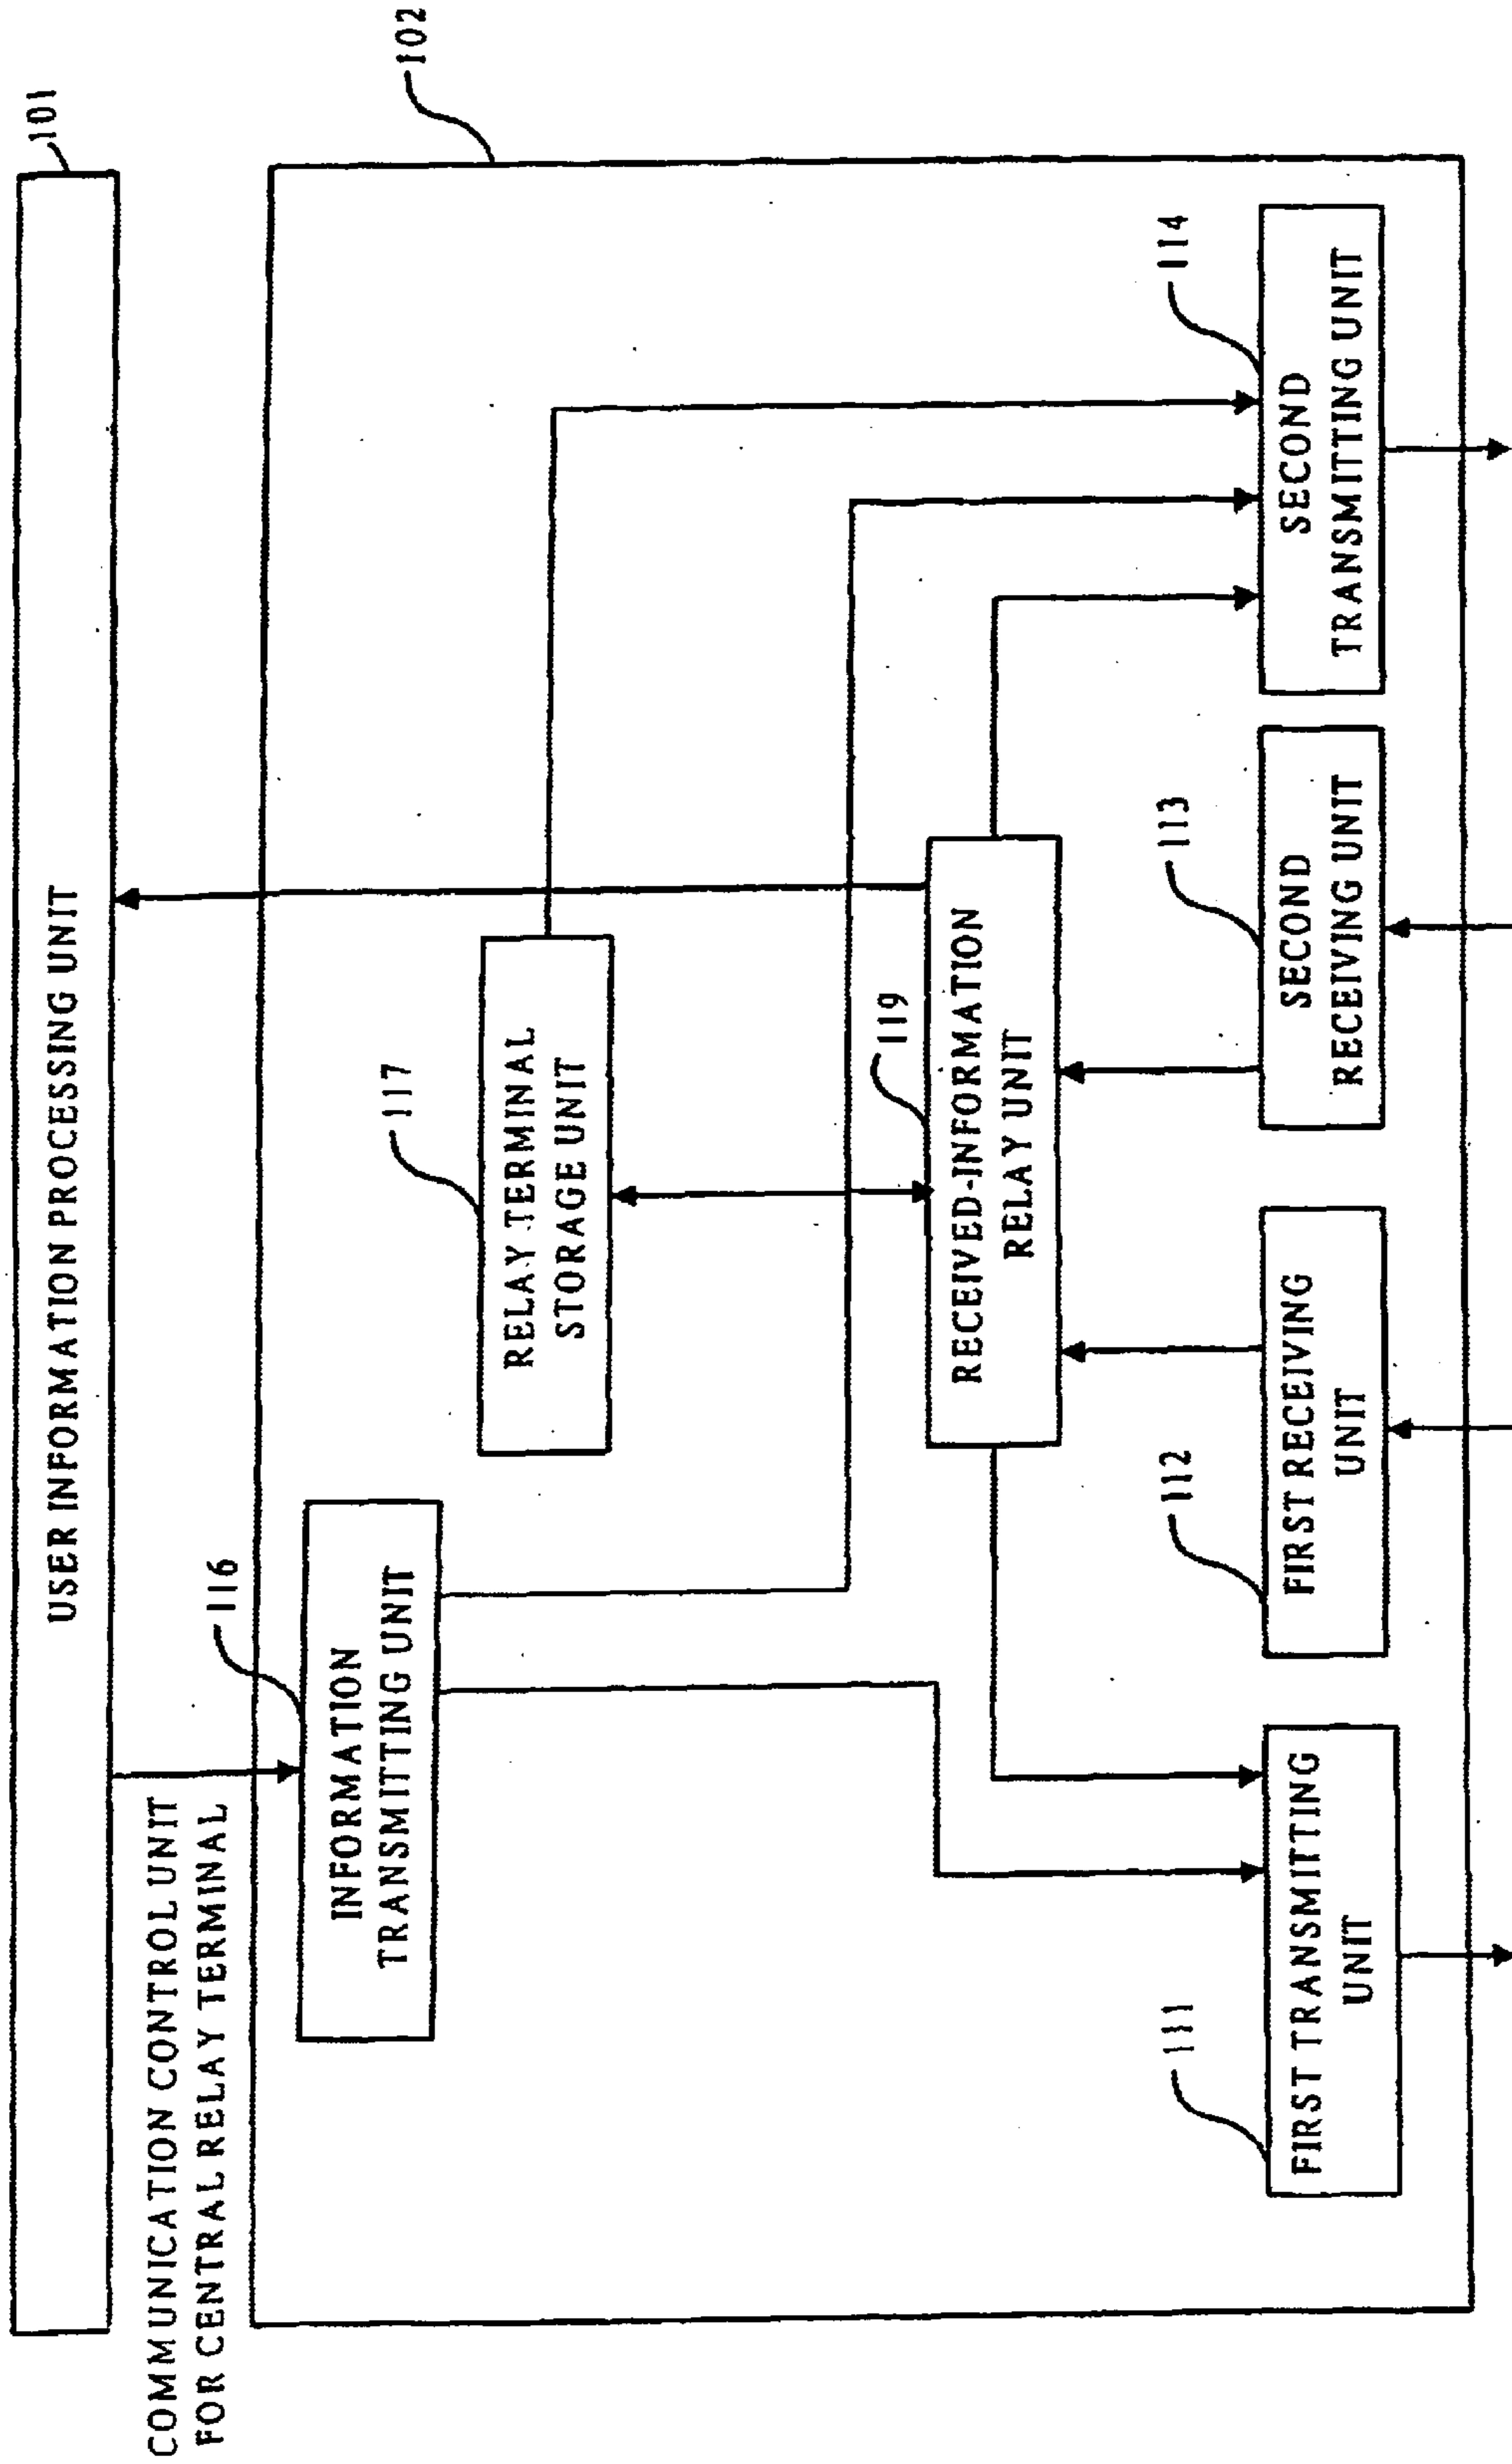 101
USER INFORMATION PROCESSING UNIT
COMMUNICATION CONTROL UNIT
FOR CENTRAL RELAY TERMINAL
102
116
INFORMATION
TRANSMITTING UNIT
117
RELAY TERMINAL
STORAGE UNIT
119
RECEIVED-INFORMATION
RELAY UNIT
111
FIRST TRANSMITTING
UNIT
112
FIRST RECEIVING
UNIT
113
SECOND
RECEIVING UNIT
114
SECOND
TRANSMITTING UNIT